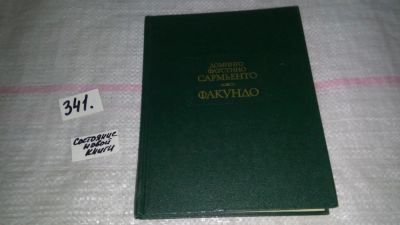 341.
СОСТОЯНИЕ
НОВОЙ
КНИГИ
ДОМИНГО
ФАУСТИНО
САРМЬЕНТО
ФАКУНДО